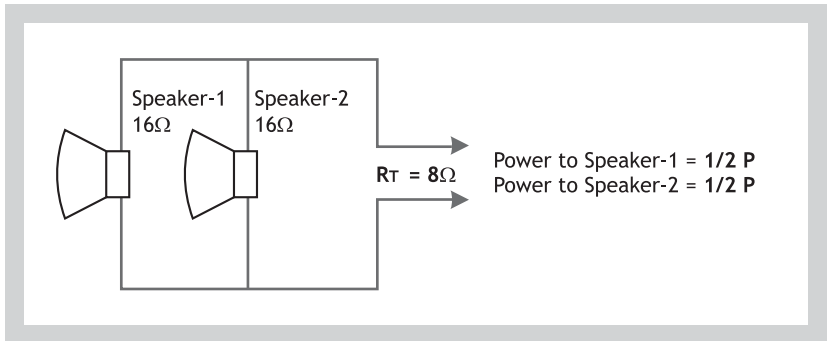 Speaker-1
16Ω
Speaker-2
16Ω
RT = 8Ω
Power to Speaker-1 = 1/2 P
Power to Speaker-2 = 1/2 P